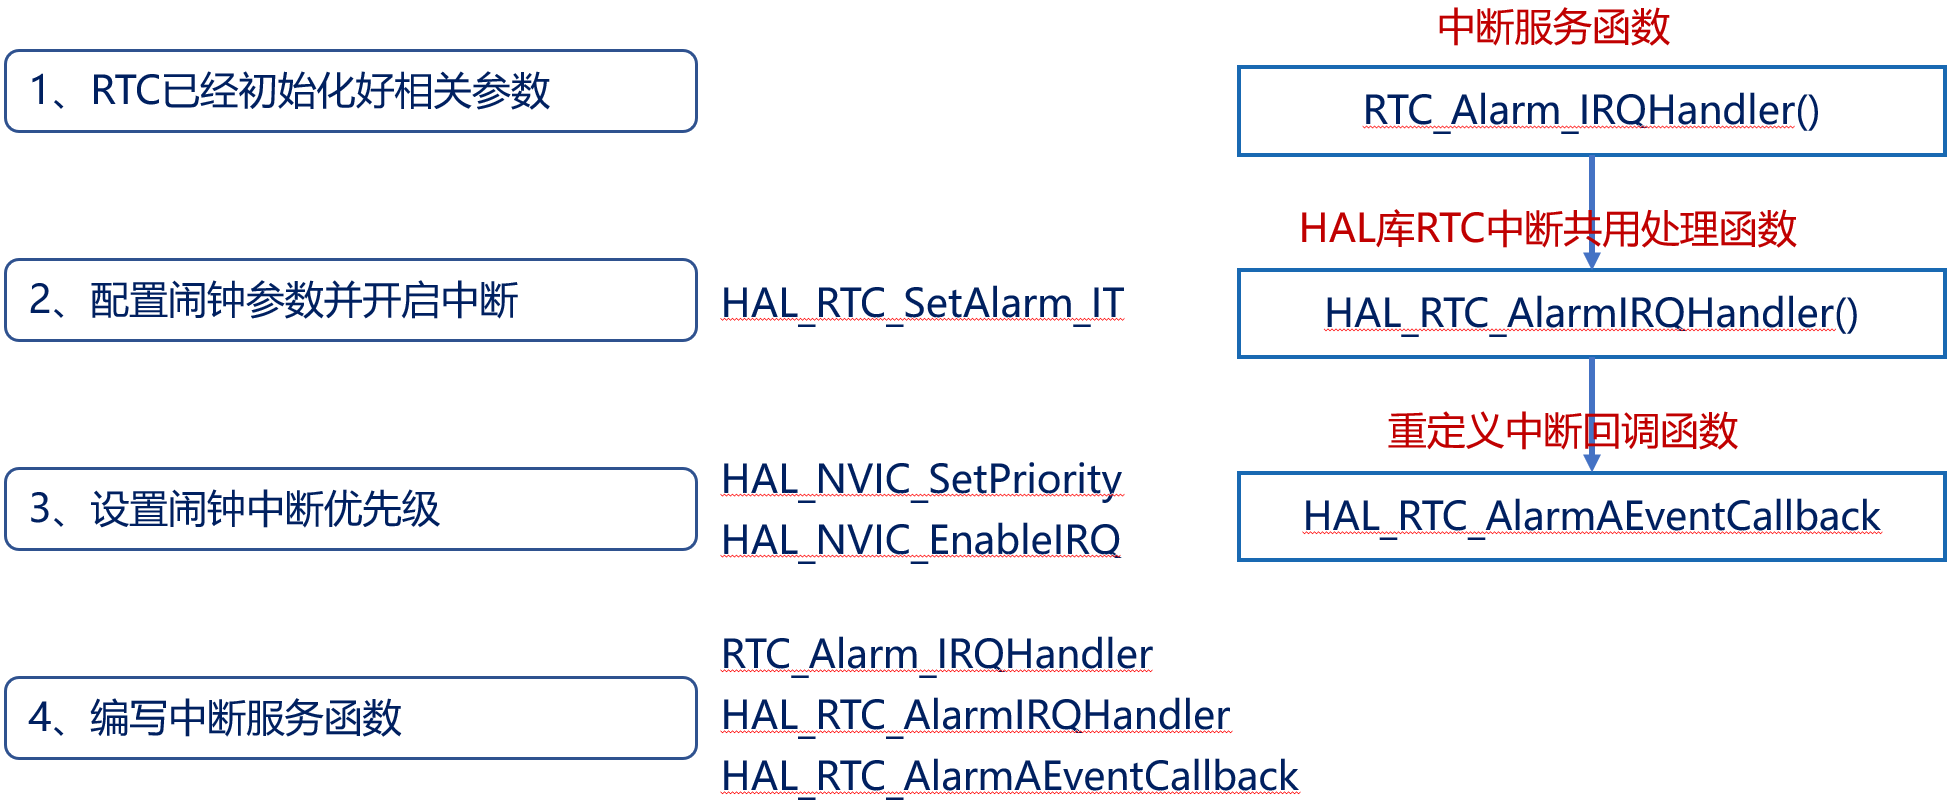 1、RTC已经初始化好相关参数
2、配置闹钟参数并开启中断
HAL_RTC_SetAlarm_IT
3、设置闹钟中断优先级
HAL_NVIC_SetPriority
HAL_NVIC_EnableIRQ
4、编写中断服务函数
RTC_Alarm_IRQHandler
HAL_RTC_AlarmIRQHandler
HAL_RTC_AlarmAEventCallback
中断服务函数
RTC_Alarm_IRQHandler()
HAL库RTC中断共用处理函数
HAL_RTC_AlarmIRQHandler()
重定义中断回调函数
HAL_RTC_AlarmAEventCallback